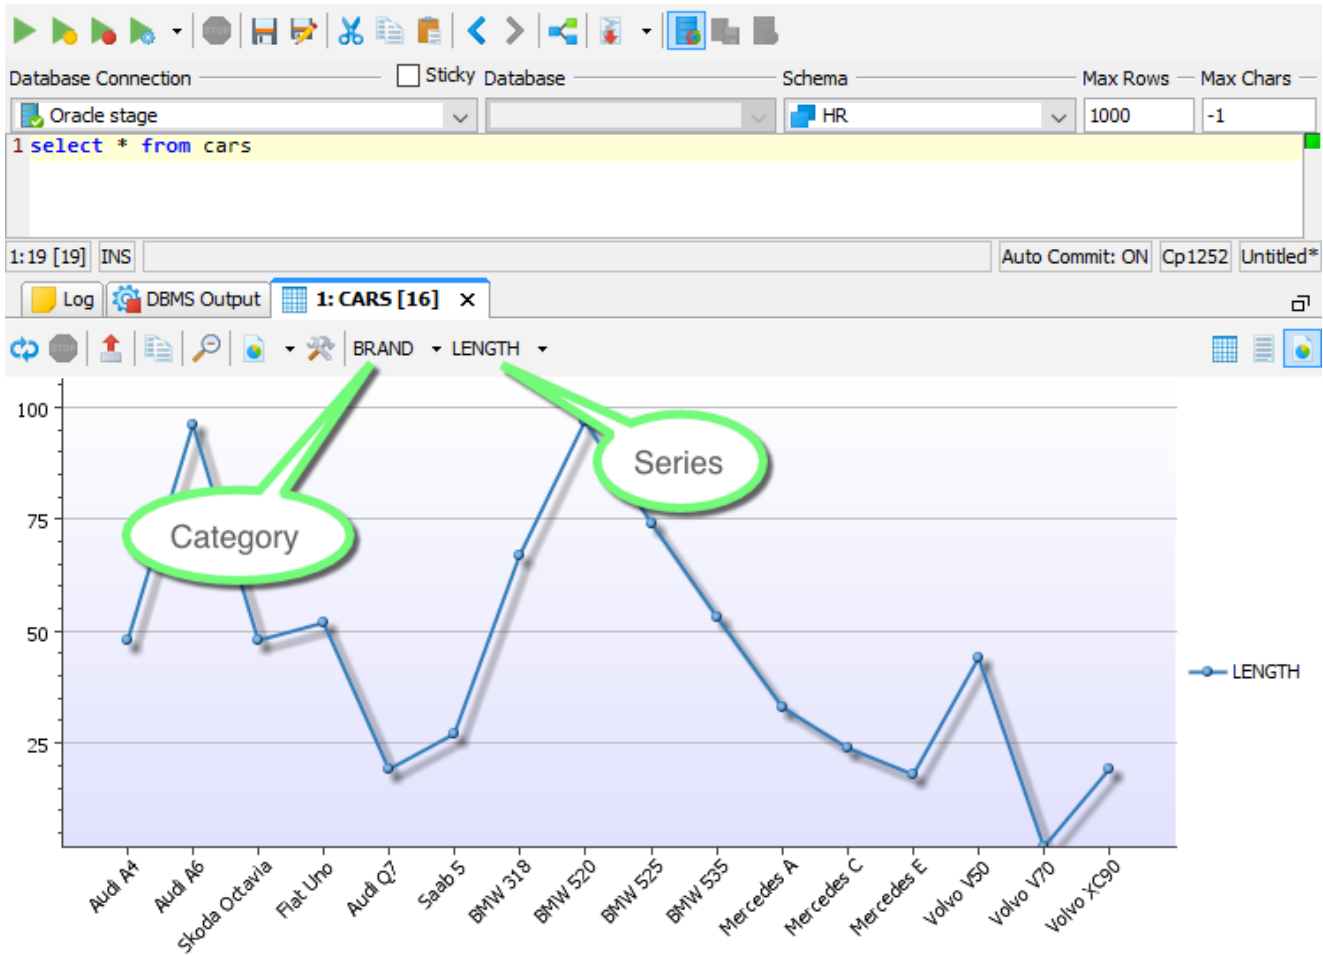 STOP
Database Connection Sticky Database Schema Max Rows Max Chars
Oracle stage HR 1000 -1
1 select * from cars
1:19 [19] INS Auto Commit: ON Cp1252 Untitled*
Log DBMS Output 1: CARS [16]
STOP BRAND LENGTH
Series
Category
100
75
50
25
LENGTH
Audi A4
Audi A6
Skoda Octavia
Fiat Uno
Audi Q7
Saab 5
BMW 318
BMW 520
BMW 525
BMW 535
Mercedes A
Mercedes C
Mercedes E
Volvo V50
Volvo V70
Volvo XC90